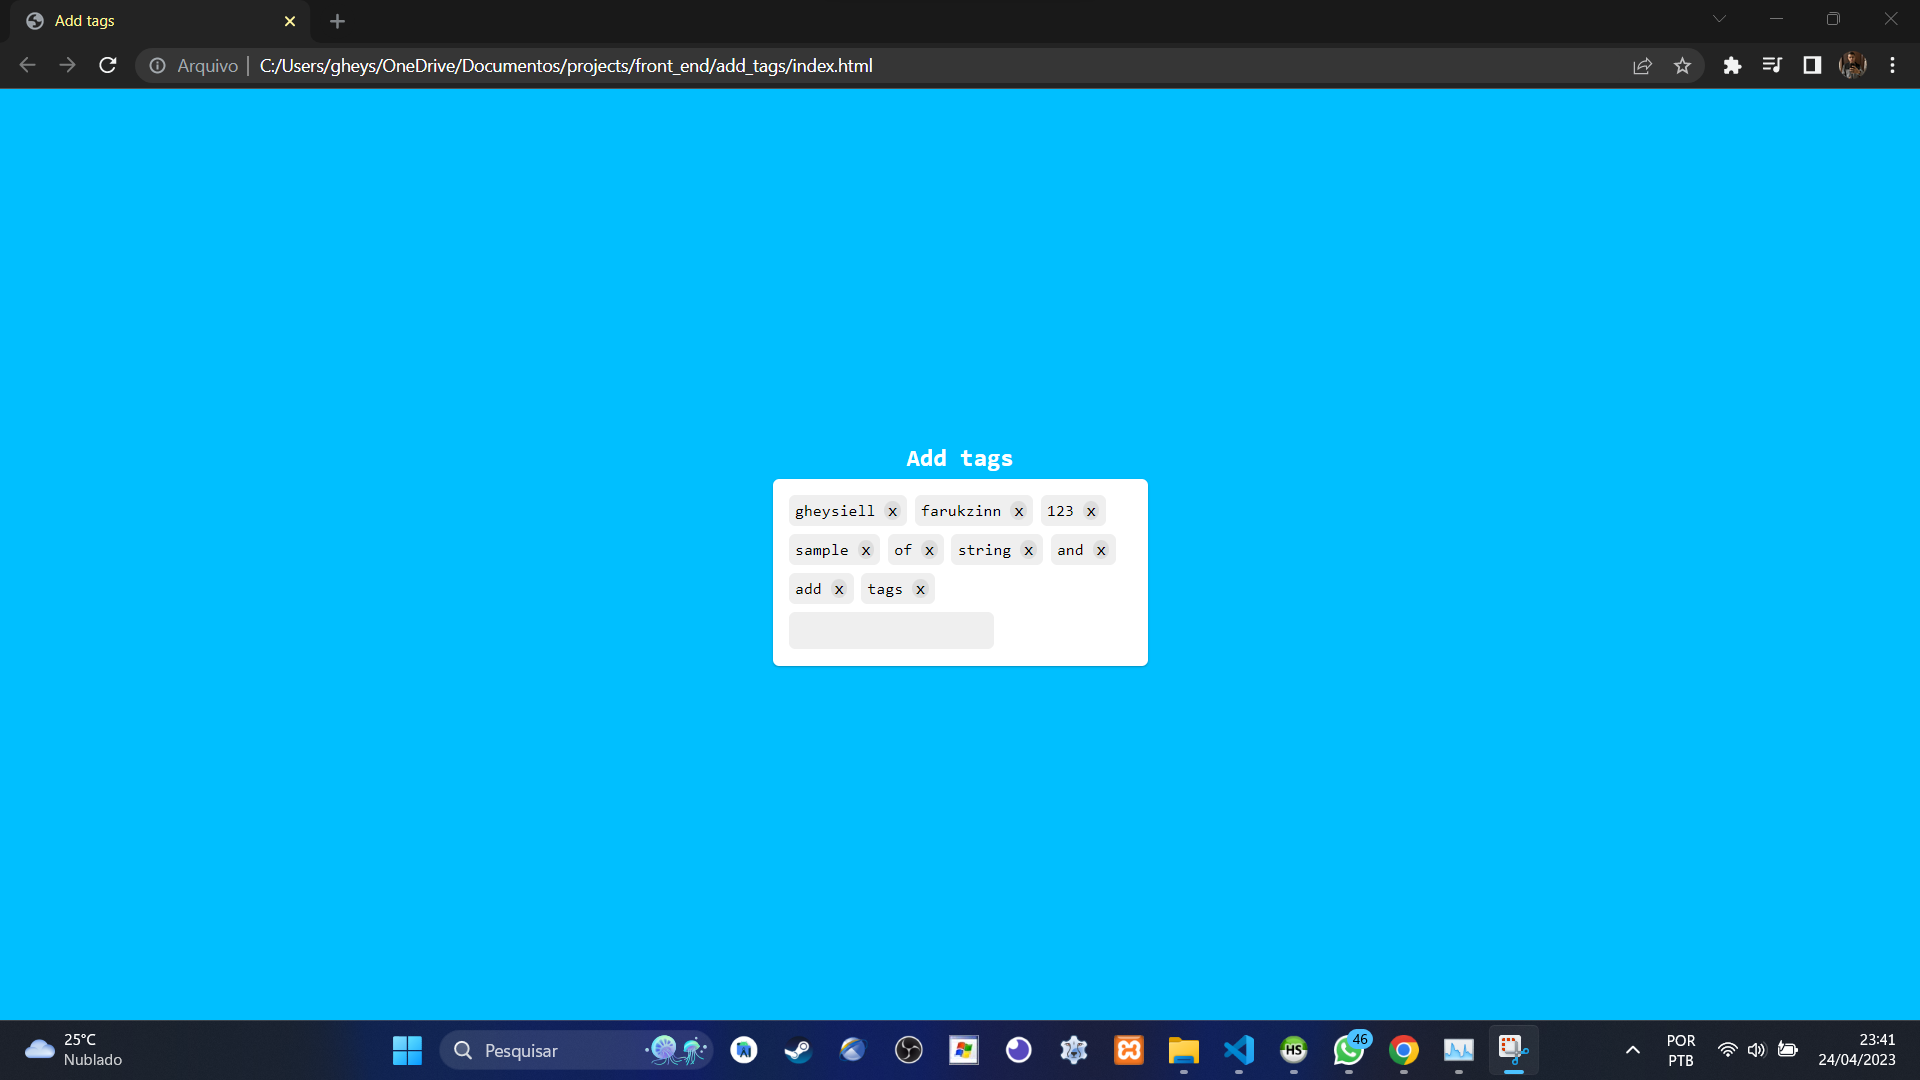 Add tags
Arquivo C:/Users/gheys/OneDrive/Documentos/projects/front_end/add_tags/index.html
Add tags
gheysiell x farukzinn x 123 x
sample x of x string x and x
add x tags x
25°C
Nublado
Pesquisar
HS
46
POR
PTB
23:41
24/04/2023